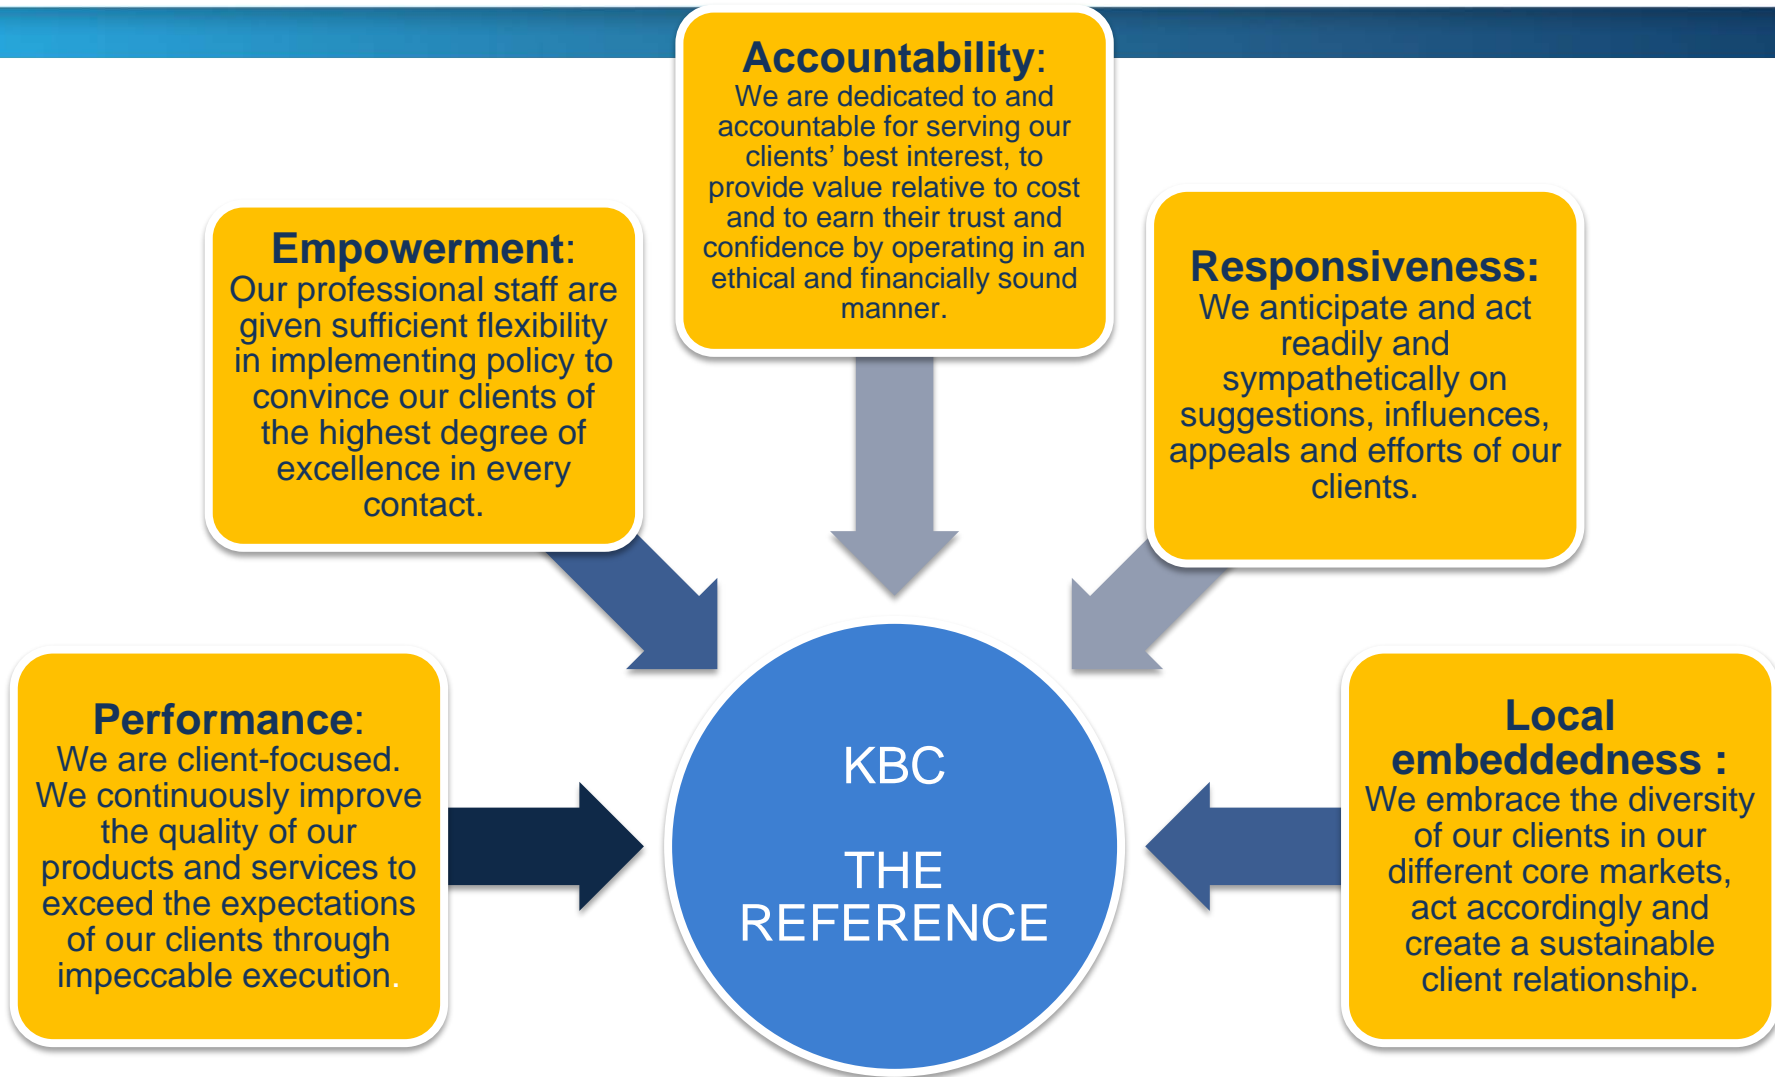 Accountability:
We are dedicated to and
accountable for serving our
clients’ best interest, to
provide value relative to cost
and to earn their trust and
confidence by operating in an
ethical and financially sound
manner.
Empowerment:
Our professional staff are
given sufficient flexibility
in implementing policy to
convince our clients of
the highest degree of
excellence in every
contact.
Responsiveness:
We anticipate and act
readily and
sympathetically on
suggestions, influences,
appeals and efforts of our
clients.
Performance:
We are client-focused.
We continuously improve
the quality of our
products and services to
exceed the expectations
of our clients through
impeccable execution.
KBC
THE
REFERENCE
Local
embeddedness :
We embrace the diversity
of our clients in our
different core markets,
act accordingly and
create a sustainable
client relationship.